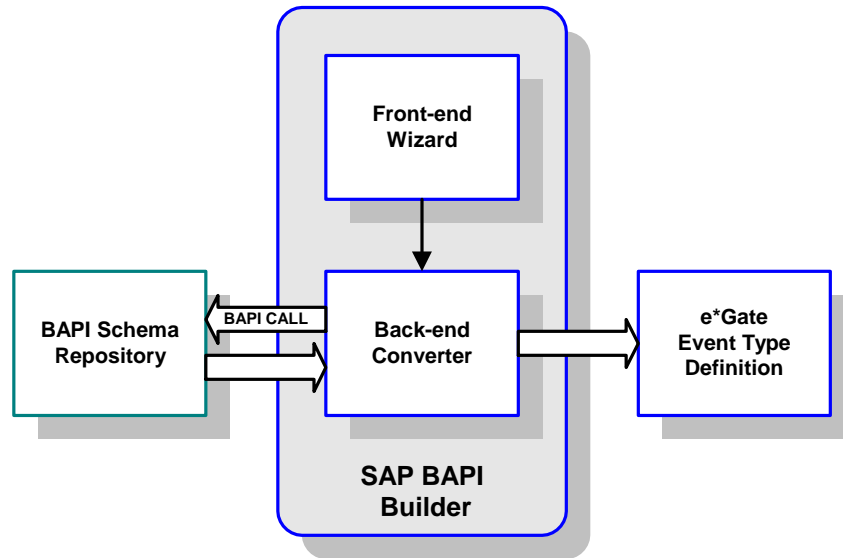 Front-end
Wizard
BAPI Schema
Repository
BAPI CALL
Back-end
Converter
e*Gate
Event Type
Definition
SAP BAPI
Builder